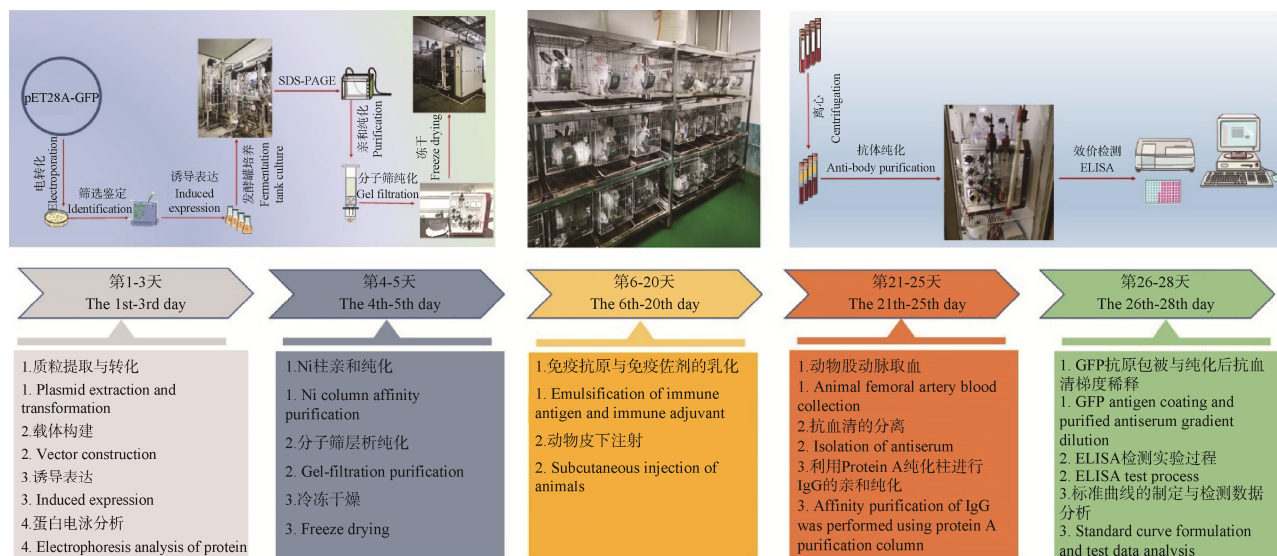 pET28A-GFP
电转化
Electroporation
筛选鉴定
Identification
诱导表达
Induced
expression
发酵罐培养
Fermentation
tank culture
SDS-PAGE
亲和纯化
Purification
分子筛纯化
Gel filtration
冻干
Freeze drying
离心
Centrifugation
抗体纯化
Anti-body purification
效价检测
ELISA
第1-3天
The 1st-3rd day
1.质粒提取与转化
1. Plasmid extraction and
transformation
2.载体构建
2. Vector construction
3.诱导表达
3. Induced expression
4.蛋白电泳分析
4. Electrophoresis analysis of protein
第4-5天
The 4th-5th day
1.Ni柱亲和纯化
1. Ni column affinity
purification
2.分子筛层析纯化
2. Gel-filtration purification
3.冷冻干燥
3. Freeze drying
第6-20天
The 6th-20th day
1.免疫抗原与免疫佐剂的乳化
1. Emulsification of immune
antigen and immune adjuvant
2.动物皮下注射
2. Subcutaneous injection of
animals
第21-25天
The 21th-25th day
1.动物股动脉取血
1. Animal femoral artery blood
collection
2.抗血清的分离
2. Isolation of antiserum
3.利用Protein A纯化柱进行
IgG的亲和纯化
3. Affinity purification of IgG
was performed using protein A
purification column
第26-28天
The 26th-28th day
1. GFP抗原包被与纯化后抗血
清梯度稀释
1. GFP antigen coating and
purified antiserum gradient
dilution
2. ELISA检测实验过程
2. ELISA test process
3.标准曲线的制定与检测数据
分析
3. Standard curve formulation
and test data analysis